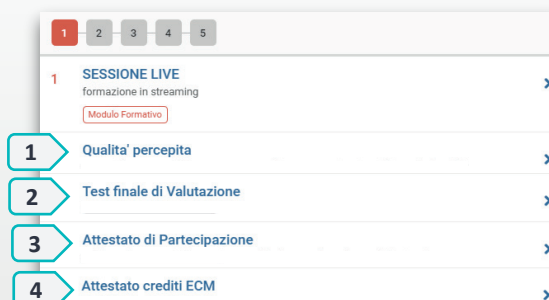 1 2 3 4 5
1 SESSIONE LIVE
formazione in streaming
Modulo Formativo
1 Qualita' percepita
2 Test finale di Valutazione
3 Attestato di Partecipazione
4 Attestato crediti ECM